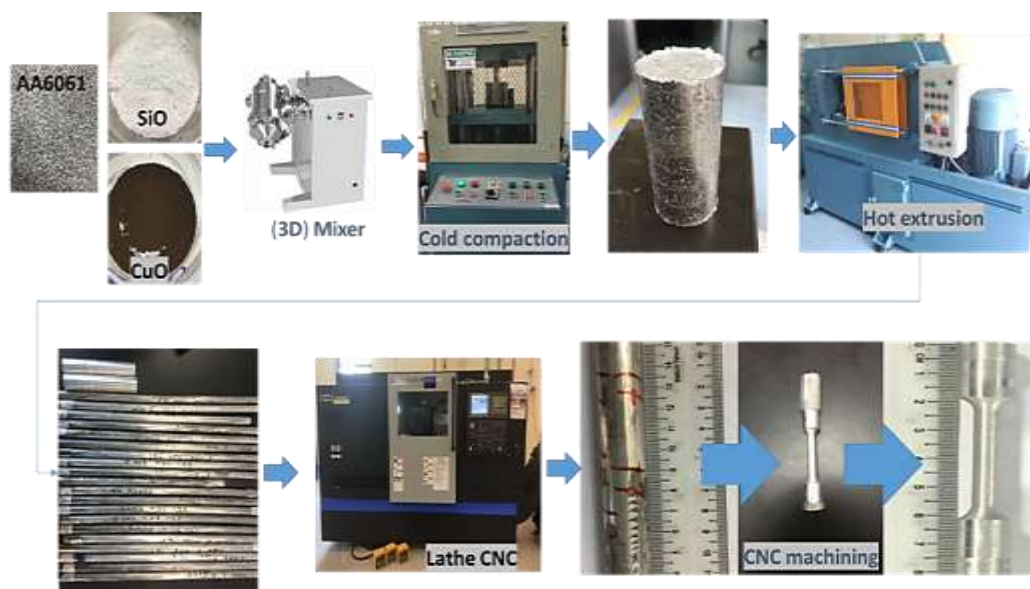 AA6061
SiO
CuO
(3D) Mixer
Cold compaction
Hot extrusion
Lathe CNC
CNC machining